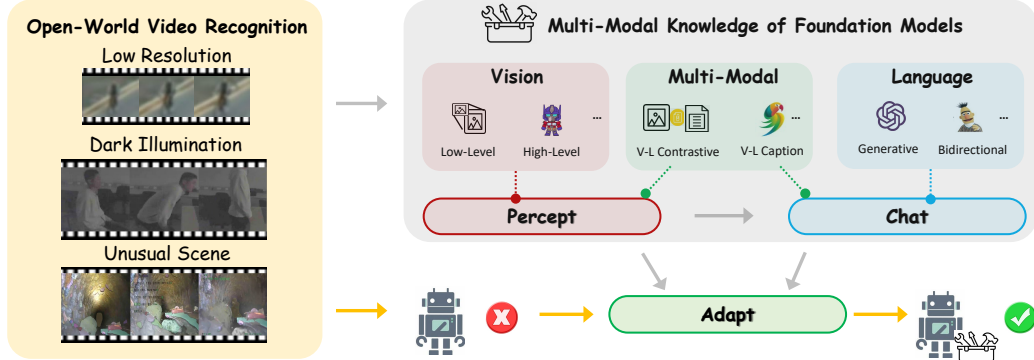 Open-World Video Recognition
Low Resolution
Dark Illumination
Unusual Scene
Multi-Modal Knowledge of Foundation Models
Vision
Multi-Modal
Language
Low-Level
High-Level
...
V-L Contrastive
V-L Caption
...
Generative
Bidirectional
...
Percept
Chat
Adapt